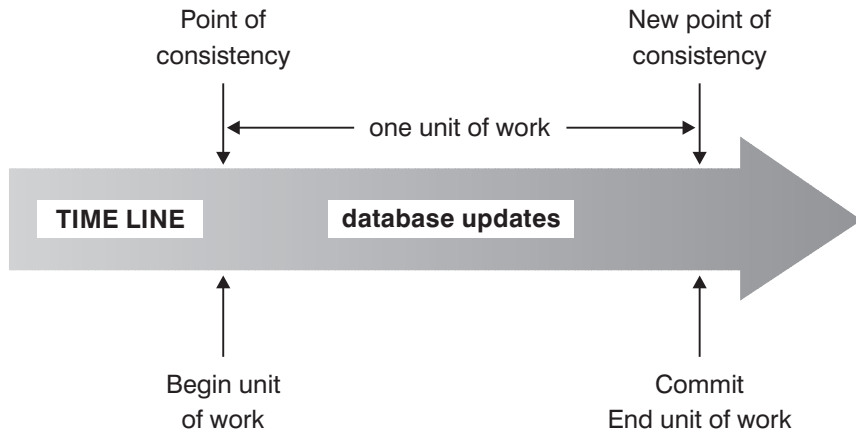 Point of
consistency
New point of
consistency
one unit of work
TIME LINE
database updates
Begin unit
of work
Commit
End unit of work